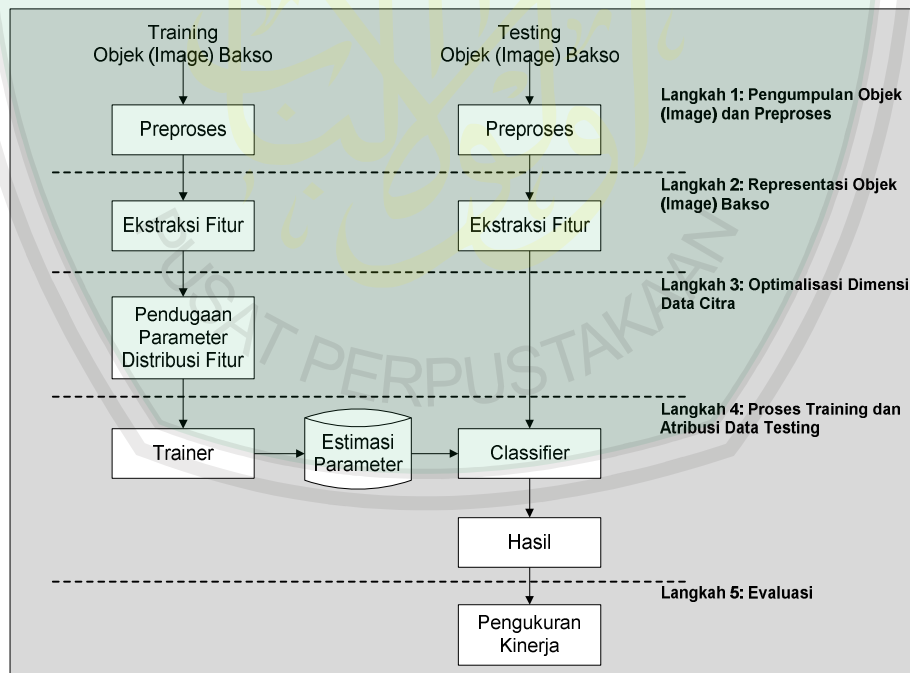 Training
Objek (Image) Bakso
Testing
Objek (Image) Bakso
Preproses
Preproses
Langkah 1: Pengumpulan Objek
(Image) dan Preproses
Ekstraksi Fitur
Ekstraksi Fitur
Langkah 2: Representasi Objek
(Image) Bakso
Pendugaan
Parameter
Distribusi Fitur
Langkah 3: Optimalisasi Dimensi
Data Citra
Trainer
Estimasi
Parameter
Classifier
Langkah 4: Proses Training dan
Atribusi Data Testing
Hasil
Langkah 5: Evaluasi
Pengukuran
Kinerja
PUSAT PERPUSTAKAAN